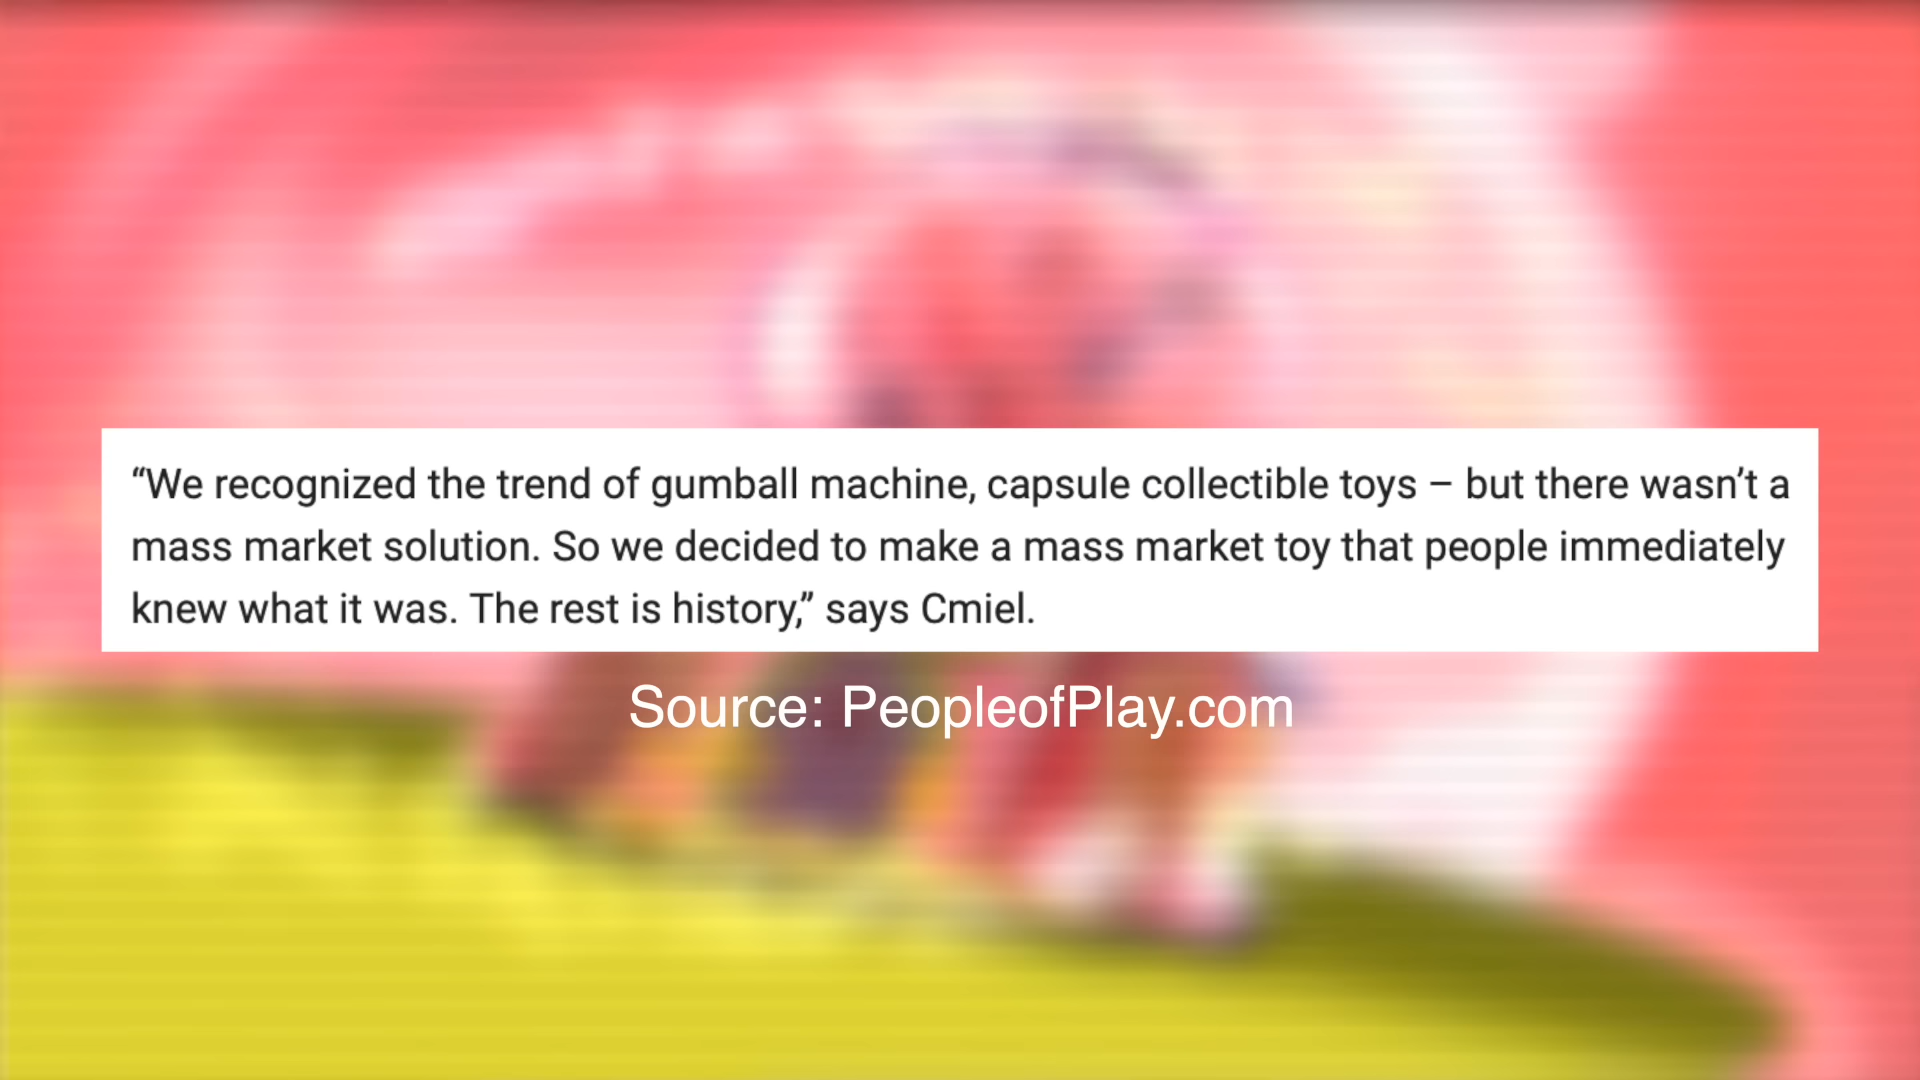 “We recognized the trend of gumball machine, capsule collectible toys – but there wasn’t a
mass market solution. So we decided to make a mass market toy that people immediately
knew what it was. The rest is history,” says Cmiel.
Source: PeopleofPlay.com